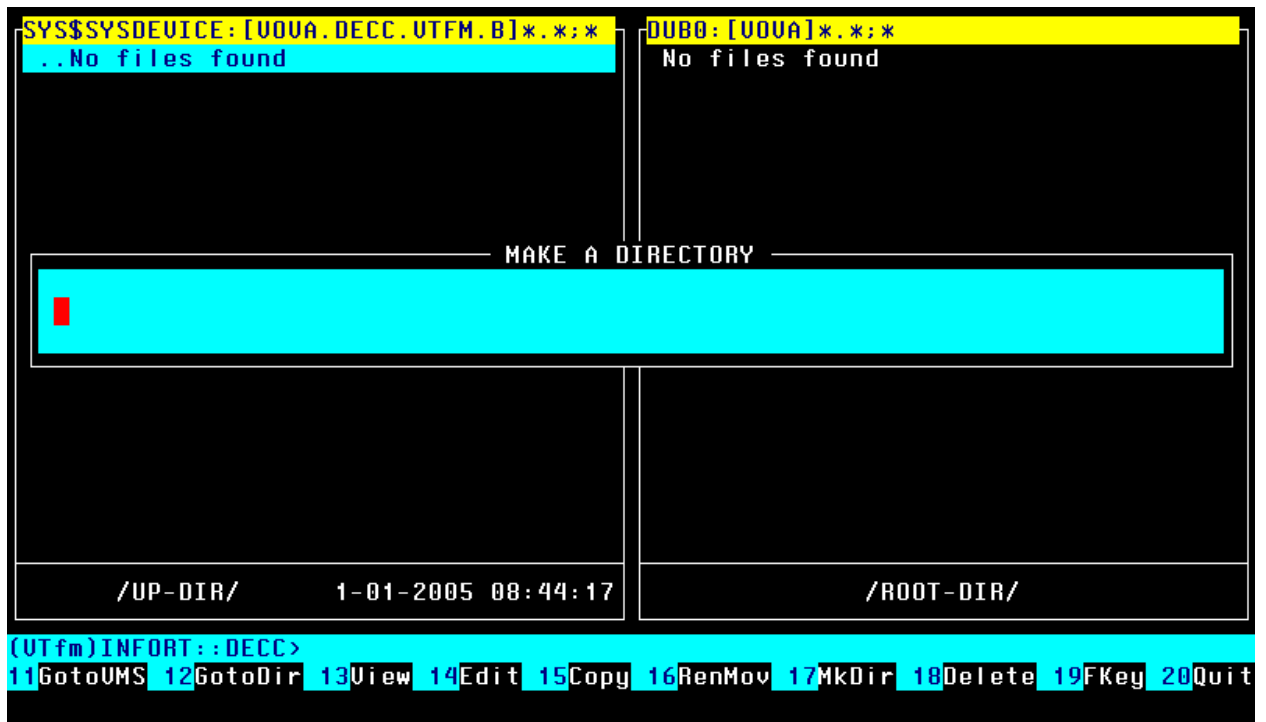 SYS$SYSDEVICE:[VOVA.DECC.VTFM.B]*.*;* DUB0:[VOVA]*.*;*
..No files found No files found
MAKE A DIRECTORY
/UP-DIR/ 1-01-2005 08:44:17 /ROOT-DIR/
(VTfm)INFORT::DECC>
11GotoVMS 12GotoDir 13View 14Edit 15Copy 16RenMov 17MkDir 18Delete 19FKey 20Quit